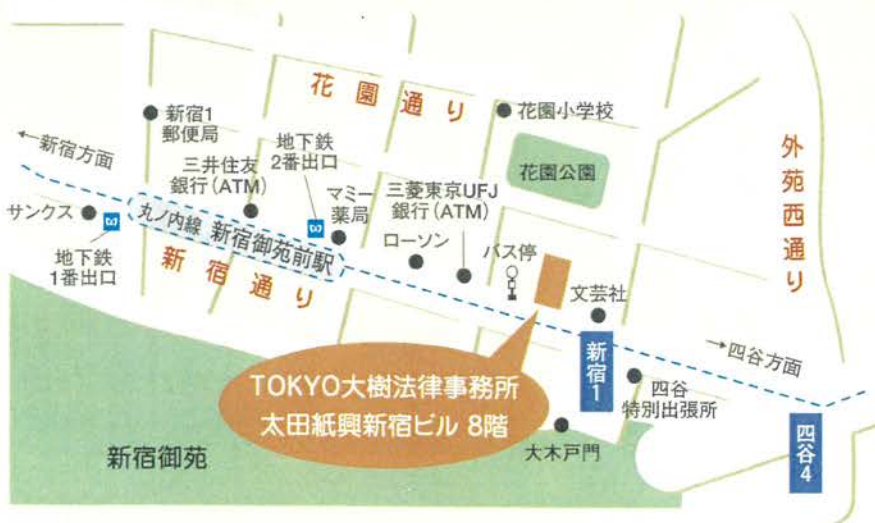 花園通り
花園小学校
新宿1
郵便局
地下鉄
2番出口
花園公園
外苑西通り
←新宿方面
三井住友
銀行(ATM)
マミー
薬局
三菱東京UFJ
銀行(ATM)
サンクス
丸ノ内線 新宿御苑前駅
ローソン
バス停
地下鉄
1番出口
新宿通り
文芸社
新宿1
→四谷方面
TOKYO大樹法律事務所
太田紙興新宿ビル 8階
四谷
特別出張所
新宿御苑
大木戸門
四谷4